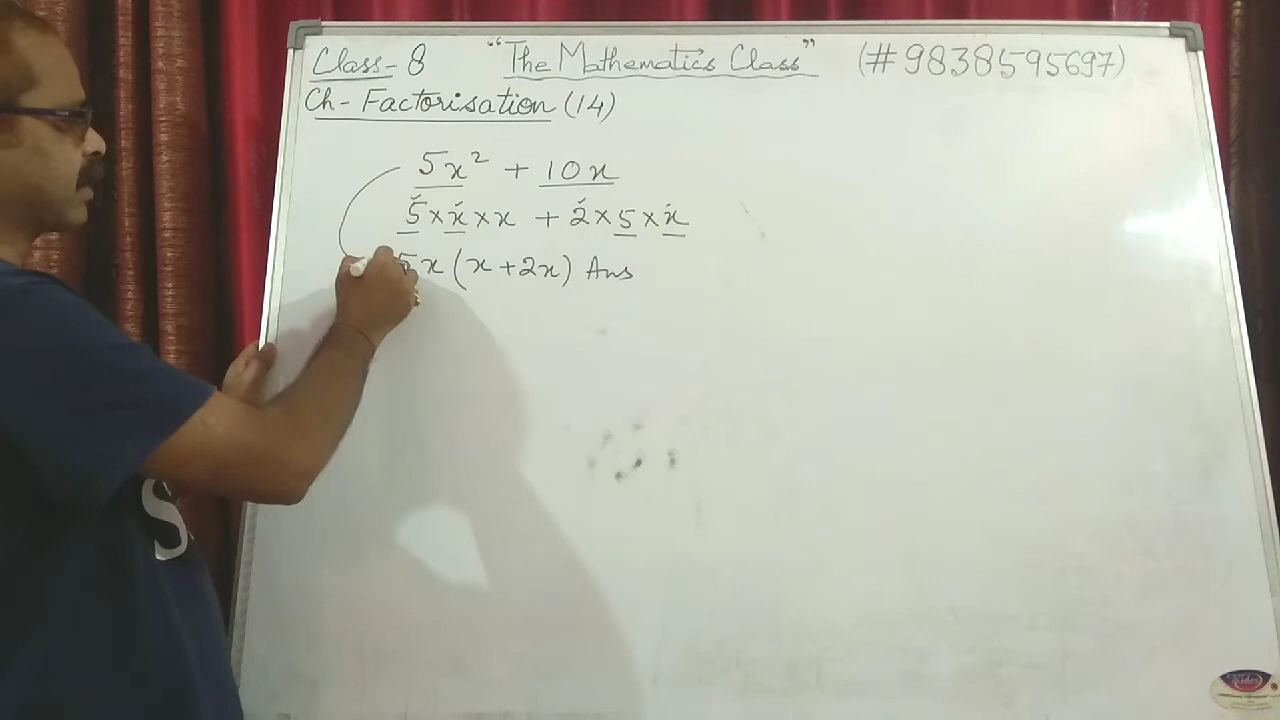 Class-8 "The Mathematics Class" (#9838595697)
Ch- Factorisation (14)
5x² + 10x
5×x×x + 2×5×x
5x(x+2x) Ans
S